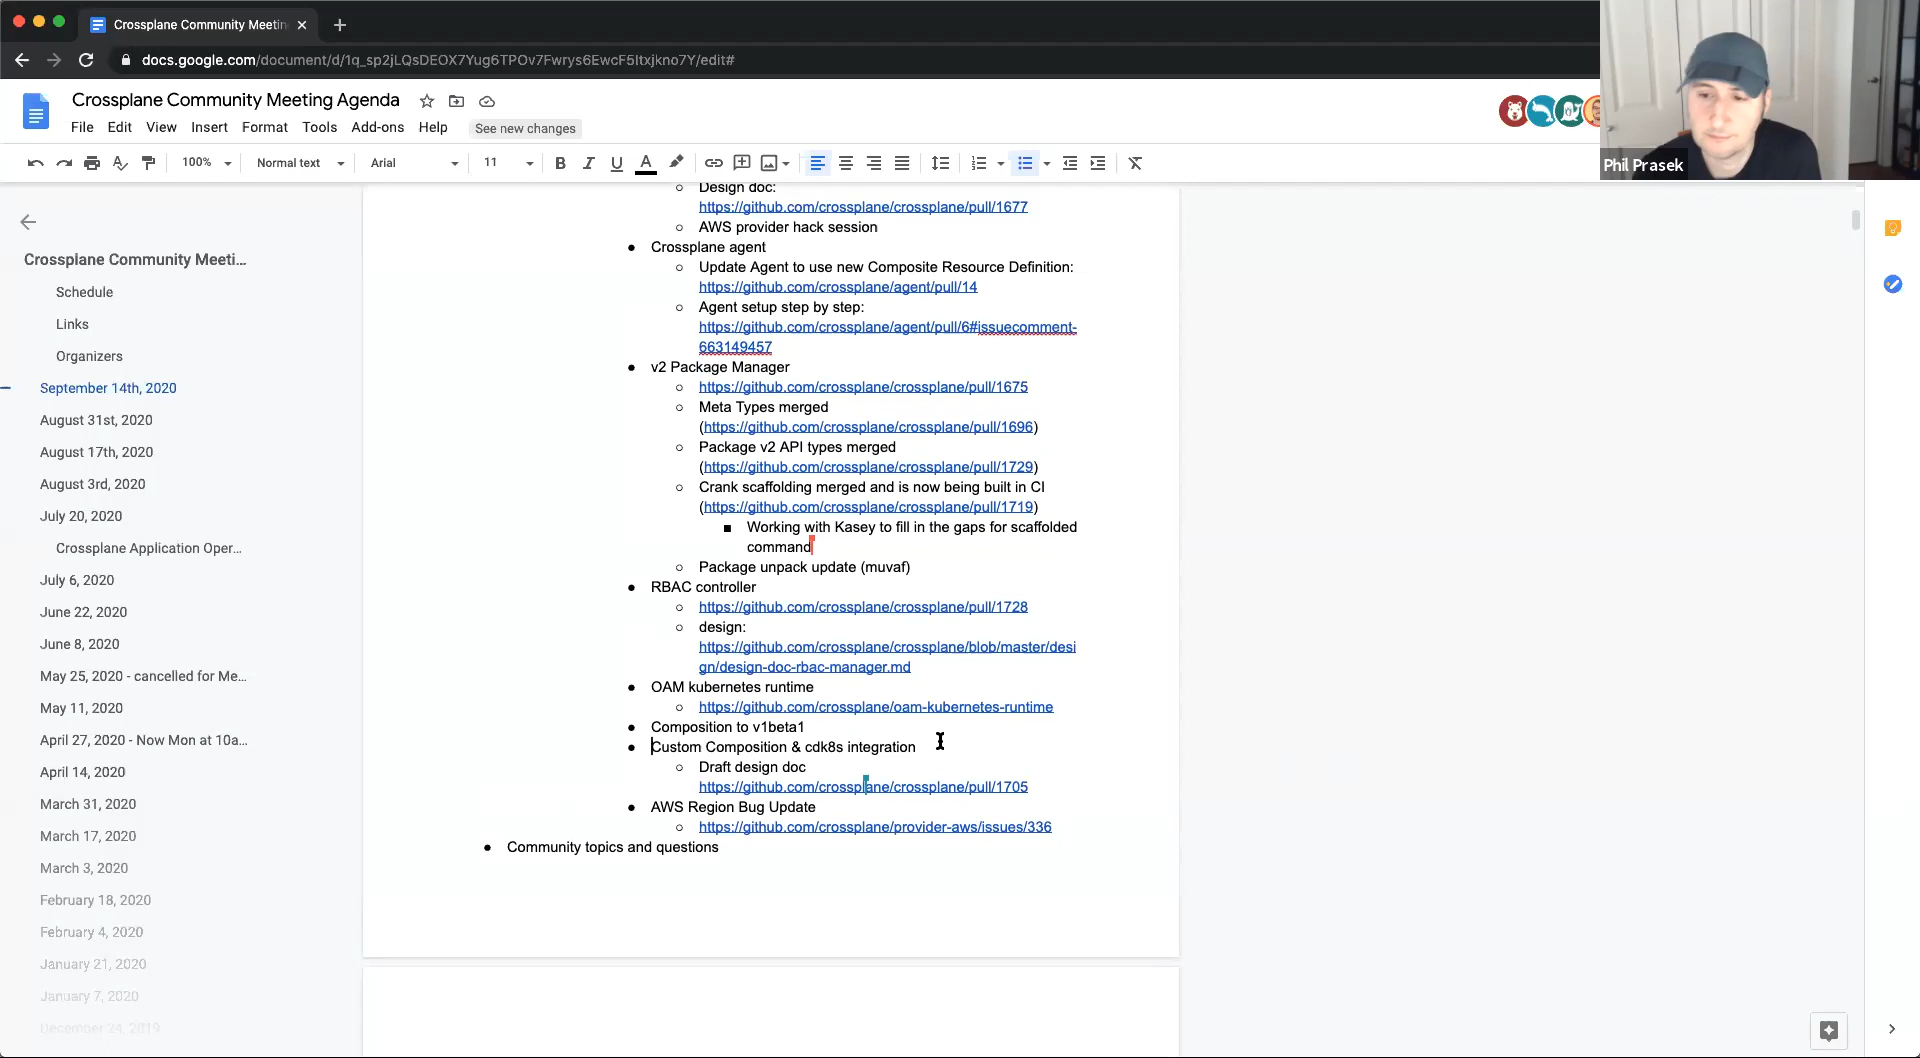 Crossplane Community Meetin
docs.google.com/document/d/1q_sp2jLQsDEOX7Yug6TPOv7Fwrys6EwcF5ltxjkno7Y/edit#
Crossplane Community Meeting Agenda
File Edit View Insert Format Tools Add-ons Help See new changes
100% Normal text Arial 11 B I U A
Phil Prasek
Crossplane Community Meeti...
Schedule
Links
Organizers
September 14th, 2020
August 31st, 2020
August 17th, 2020
August 3rd, 2020
July 20, 2020
Crossplane Application Oper...
July 6, 2020
June 22, 2020
June 8, 2020
May 25, 2020 - cancelled for Me...
May 11, 2020
April 27, 2020 - Now Mon at 10a...
April 14, 2020
March 31, 2020
March 17, 2020
March 3, 2020
February 18, 2020
February 4, 2020
January 21, 2020
January 7, 2020
December 24, 2019
Design doc:
https://github.com/crossplane/crossplane/pull/1677
AWS provider hack session
Crossplane agent
Update Agent to use new Composite Resource Definition:
https://github.com/crossplane/agent/pull/14
Agent setup step by step:
https://github.com/crossplane/agent/pull/6#issuecomment-
663149457
v2 Package Manager
https://github.com/crossplane/crossplane/pull/1675
Meta Types merged
(https://github.com/crossplane/crossplane/pull/1696)
Package v2 API types merged
(https://github.com/crossplane/crossplane/pull/1729)
Crank scaffolding merged and is now being built in CI
(https://github.com/crossplane/crossplane/pull/1719)
Working with Kasey to fill in the gaps for scaffolded
command
Package unpack update (muvaf)
RBAC controller
https://github.com/crossplane/crossplane/pull/1728
design:
https://github.com/crossplane/crossplane/blob/master/desi
gn/design-doc-rbac-manager.md
OAM kubernetes runtime
https://github.com/crossplane/oam-kubernetes-runtime
Composition to v1beta1
Custom Composition & cdk8s integration
Draft design doc
https://github.com/crossplane/crossplane/pull/1705
AWS Region Bug Update
https://github.com/crossplane/provider-aws/issues/336
Community topics and questions